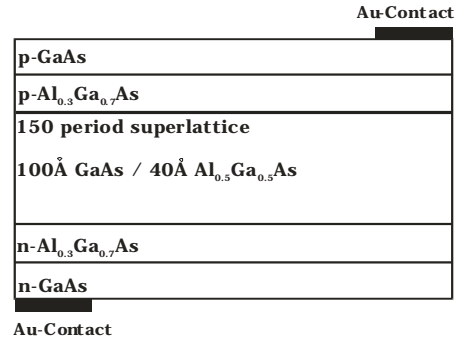 Au-Contact
p-GaAs
p-Al₀.₃Ga₀.₇As
150 period superlattice
100Å GaAs / 40Å Al₀.₅Ga₀.₅As
n-Al₀.₃Ga₀.₇As
n-GaAs
Au-Contact